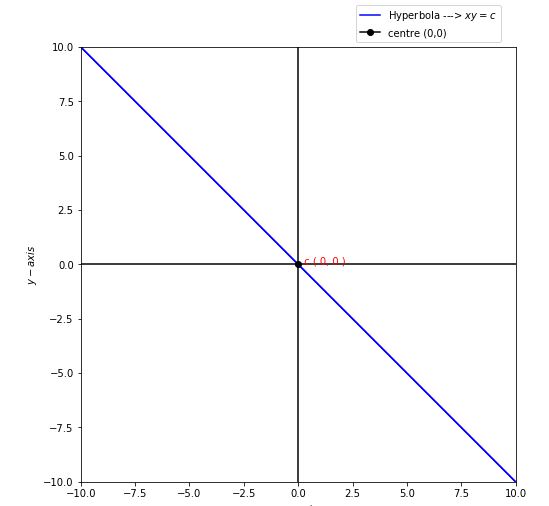 Hyperbola ---> xy = c
centre (0,0)
10.0
7.5
5.0
2.5
0.0
−2.5
−5.0
−7.5
−10.0
y − axis
c ( 0, 0 )
−10.0 −7.5 −5.0 −2.5 0.0 2.5 5.0 7.5 10.0